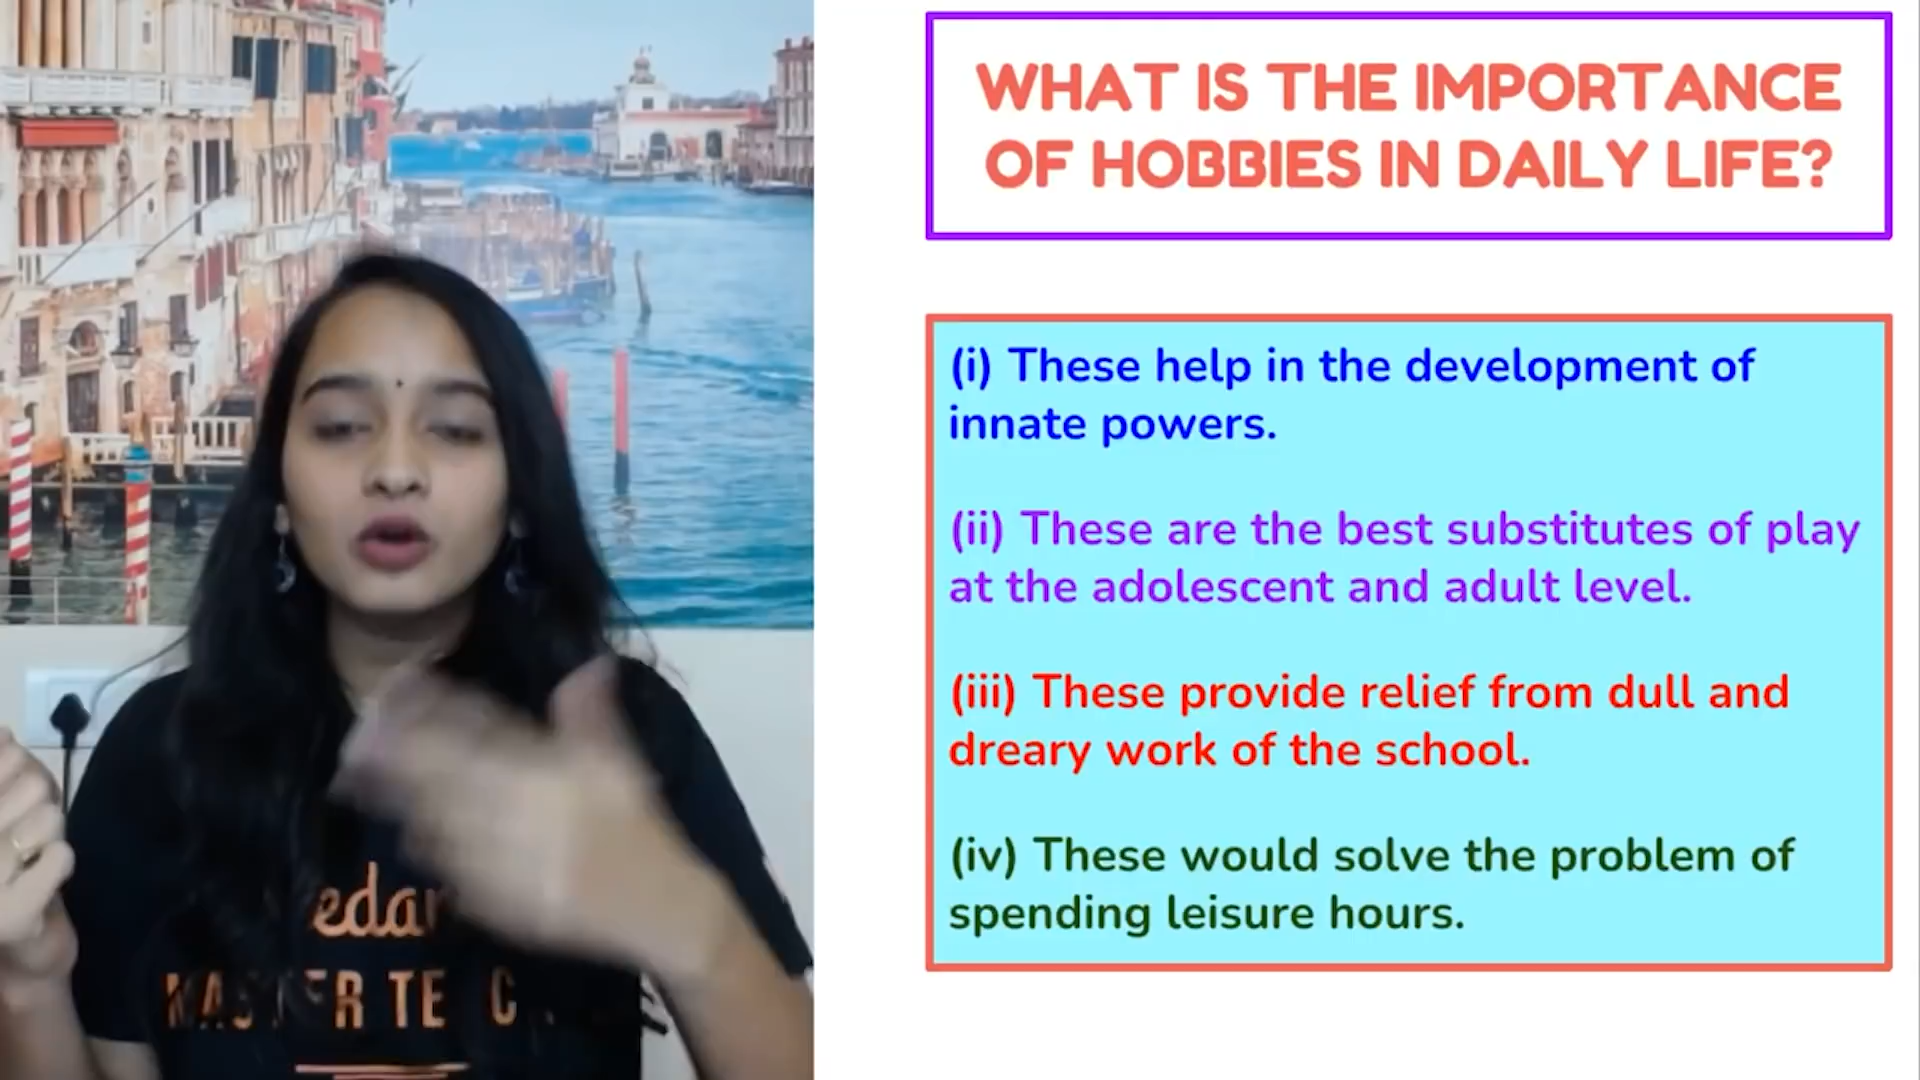 WHAT IS THE IMPORTANCE
OF HOBBIES IN DAILY LIFE?
(i) These help in the development of
innate powers.
(ii) These are the best substitutes of play
at the adolescent and adult level.
(iii) These provide relief from dull and
dreary work of the school.
(iv) These would solve the problem of
spending leisure hours.